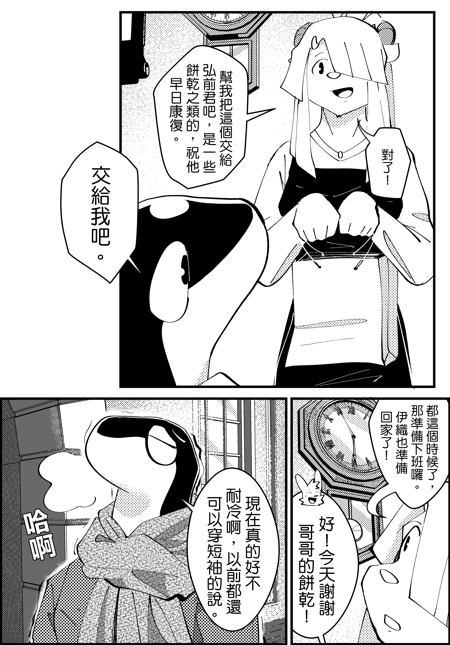 對了！
幫我把這個交給
弘前君吧，是一些
餅乾之類的，祝他
早日康復。
交給我吧。
都這個時候了，
那準備下班囉。
伊織也準備
回家了！
好！今天謝謝
哥哥的餅乾！
現在真的好不
耐冷啊，以前都還
可以穿短袖的說。
哈啊